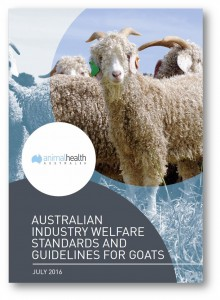 animalhealth
AUSTRALIA
AUSTRALIAN
INDUSTRY WELFARE
STANDARDS AND
GUIDELINES FOR GOATS
JULY 2016